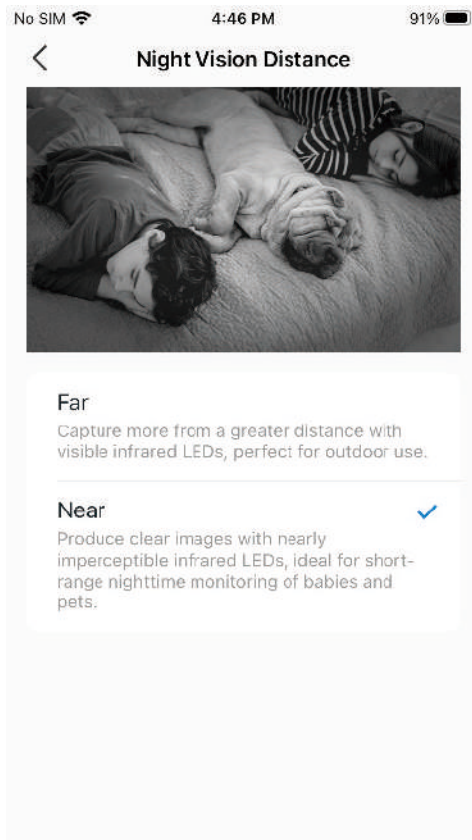 No SIM 4:46 PM 91%
Night Vision Distance
Far
Capture more from a greater distance with
visible infrared LEDs, perfect for outdoor use.
Near
Produce clear images with nearly
imperceptible infrared LEDs, ideal for short-
range nighttime monitoring of babies and
pets.